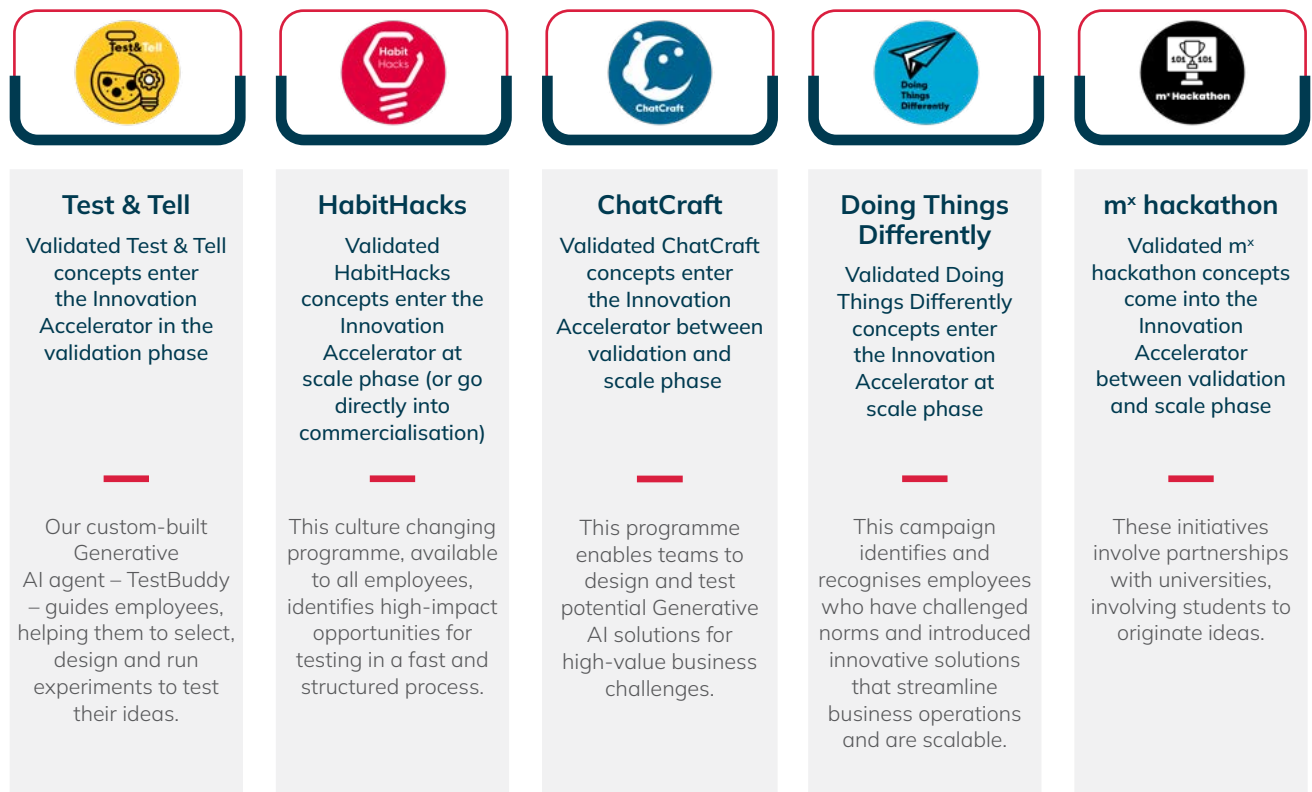 Test&Tell
Habit
Hacks
ChatCraft
Doing
Things
Differently
101 101
mˣ Hackathon
Test & Tell
Validated Test & Tell
concepts enter
the Innovation
Accelerator in the
validation phase
Our custom-built
Generative
AI agent – TestBuddy
– guides employees,
helping them to select,
design and run
experiments to test
their ideas.
HabitHacks
Validated
HabitHacks
concepts enter the
Innovation
Accelerator at
scale phase (or go
directly into
commercialisation)
This culture changing
programme, available
to all employees,
identifies high-impact
opportunities for
testing in a fast and
structured process.
ChatCraft
Validated ChatCraft
concepts enter
the Innovation
Accelerator between
validation and
scale phase
This programme
enables teams to
design and test
potential Generative
AI solutions for
high-value business
challenges.
Doing Things
Differently
Validated Doing
Things Differently
concepts enter
the Innovation
Accelerator at
scale phase
This campaign
identifies and
recognises employees
who have challenged
norms and introduced
innovative solutions
that streamline
business operations
and are scalable.
mˣ hackathon
Validated mˣ
hackathon concepts
come into the
Innovation
Accelerator
between validation
and scale phase
These initiatives
involve partnerships
with universities,
involving students to
originate ideas.